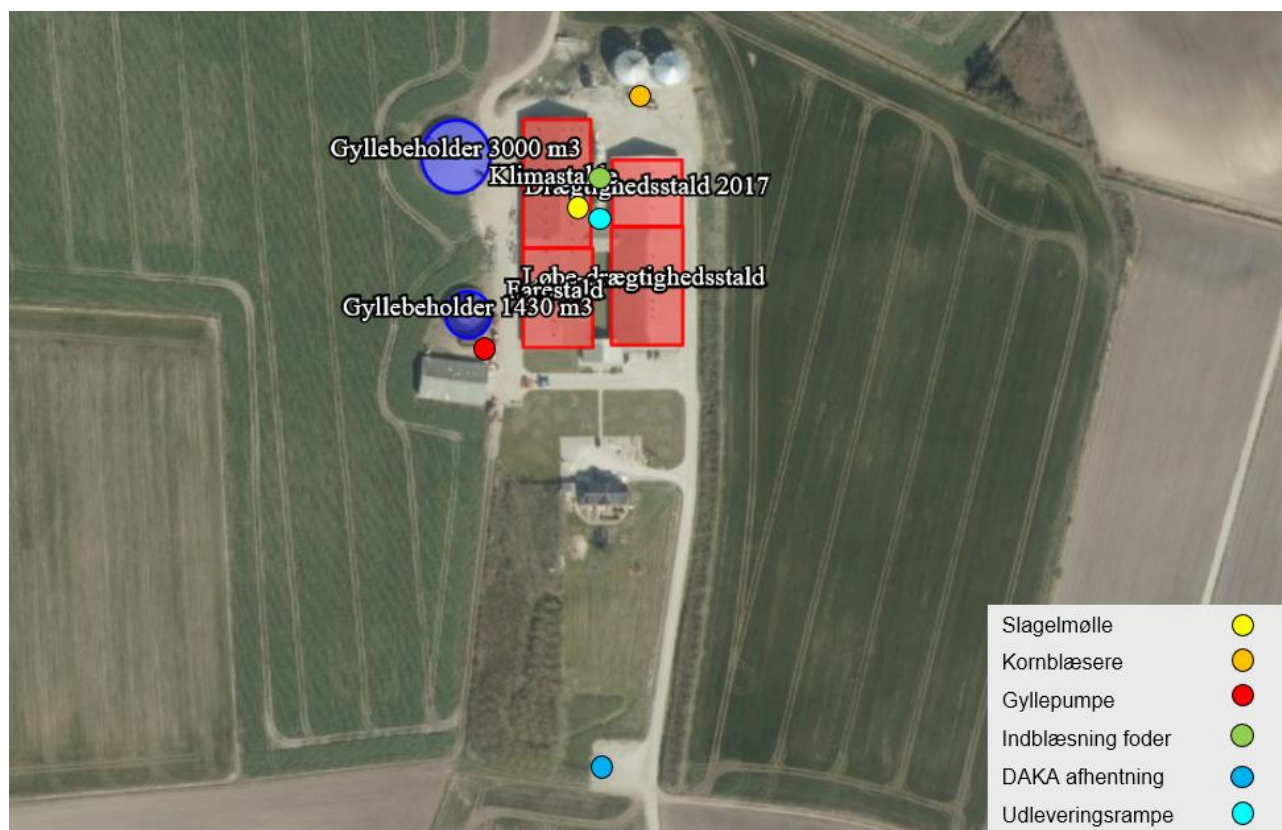 Gyllebeholder 3000 m3
Klimastalde
Drægtighedsstald 2017
Løbe-drægtighedsstald
Farestald
Gyllebeholder 1430 m3
Slagelmølle
Kornblæsere
Gyllepumpe
Indblæsning foder
DAKA afhentning
Udleveringsrampe